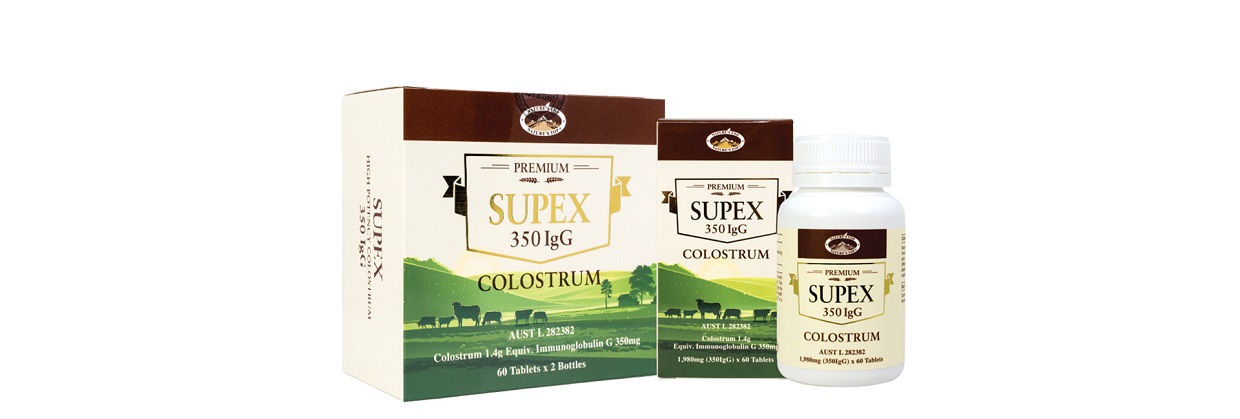 SUPEX
HIGH POTENCY COLOSTRUM
350 IgG
NATURE'S TOP
PREMIUM
SUPEX
350 IgG
COLOSTRUM
AUST L 282382
Colostrum 1.4g Equiv. Immunoglobulin G 350mg
60 Tablets x 2 Bottles
PREMIUM
SUPEX
350 IgG
COLOSTRUM
AUST L 282382
Colostrum 1.4g
Equiv. Immunoglobulin G 350mg
1,980mg (350IgG) x 60 Tablets
PREMIUM
SUPEX
350 IgG
COLOSTRUM
AUST L 282382
1,980mg (350IgG) x 60 Tablets